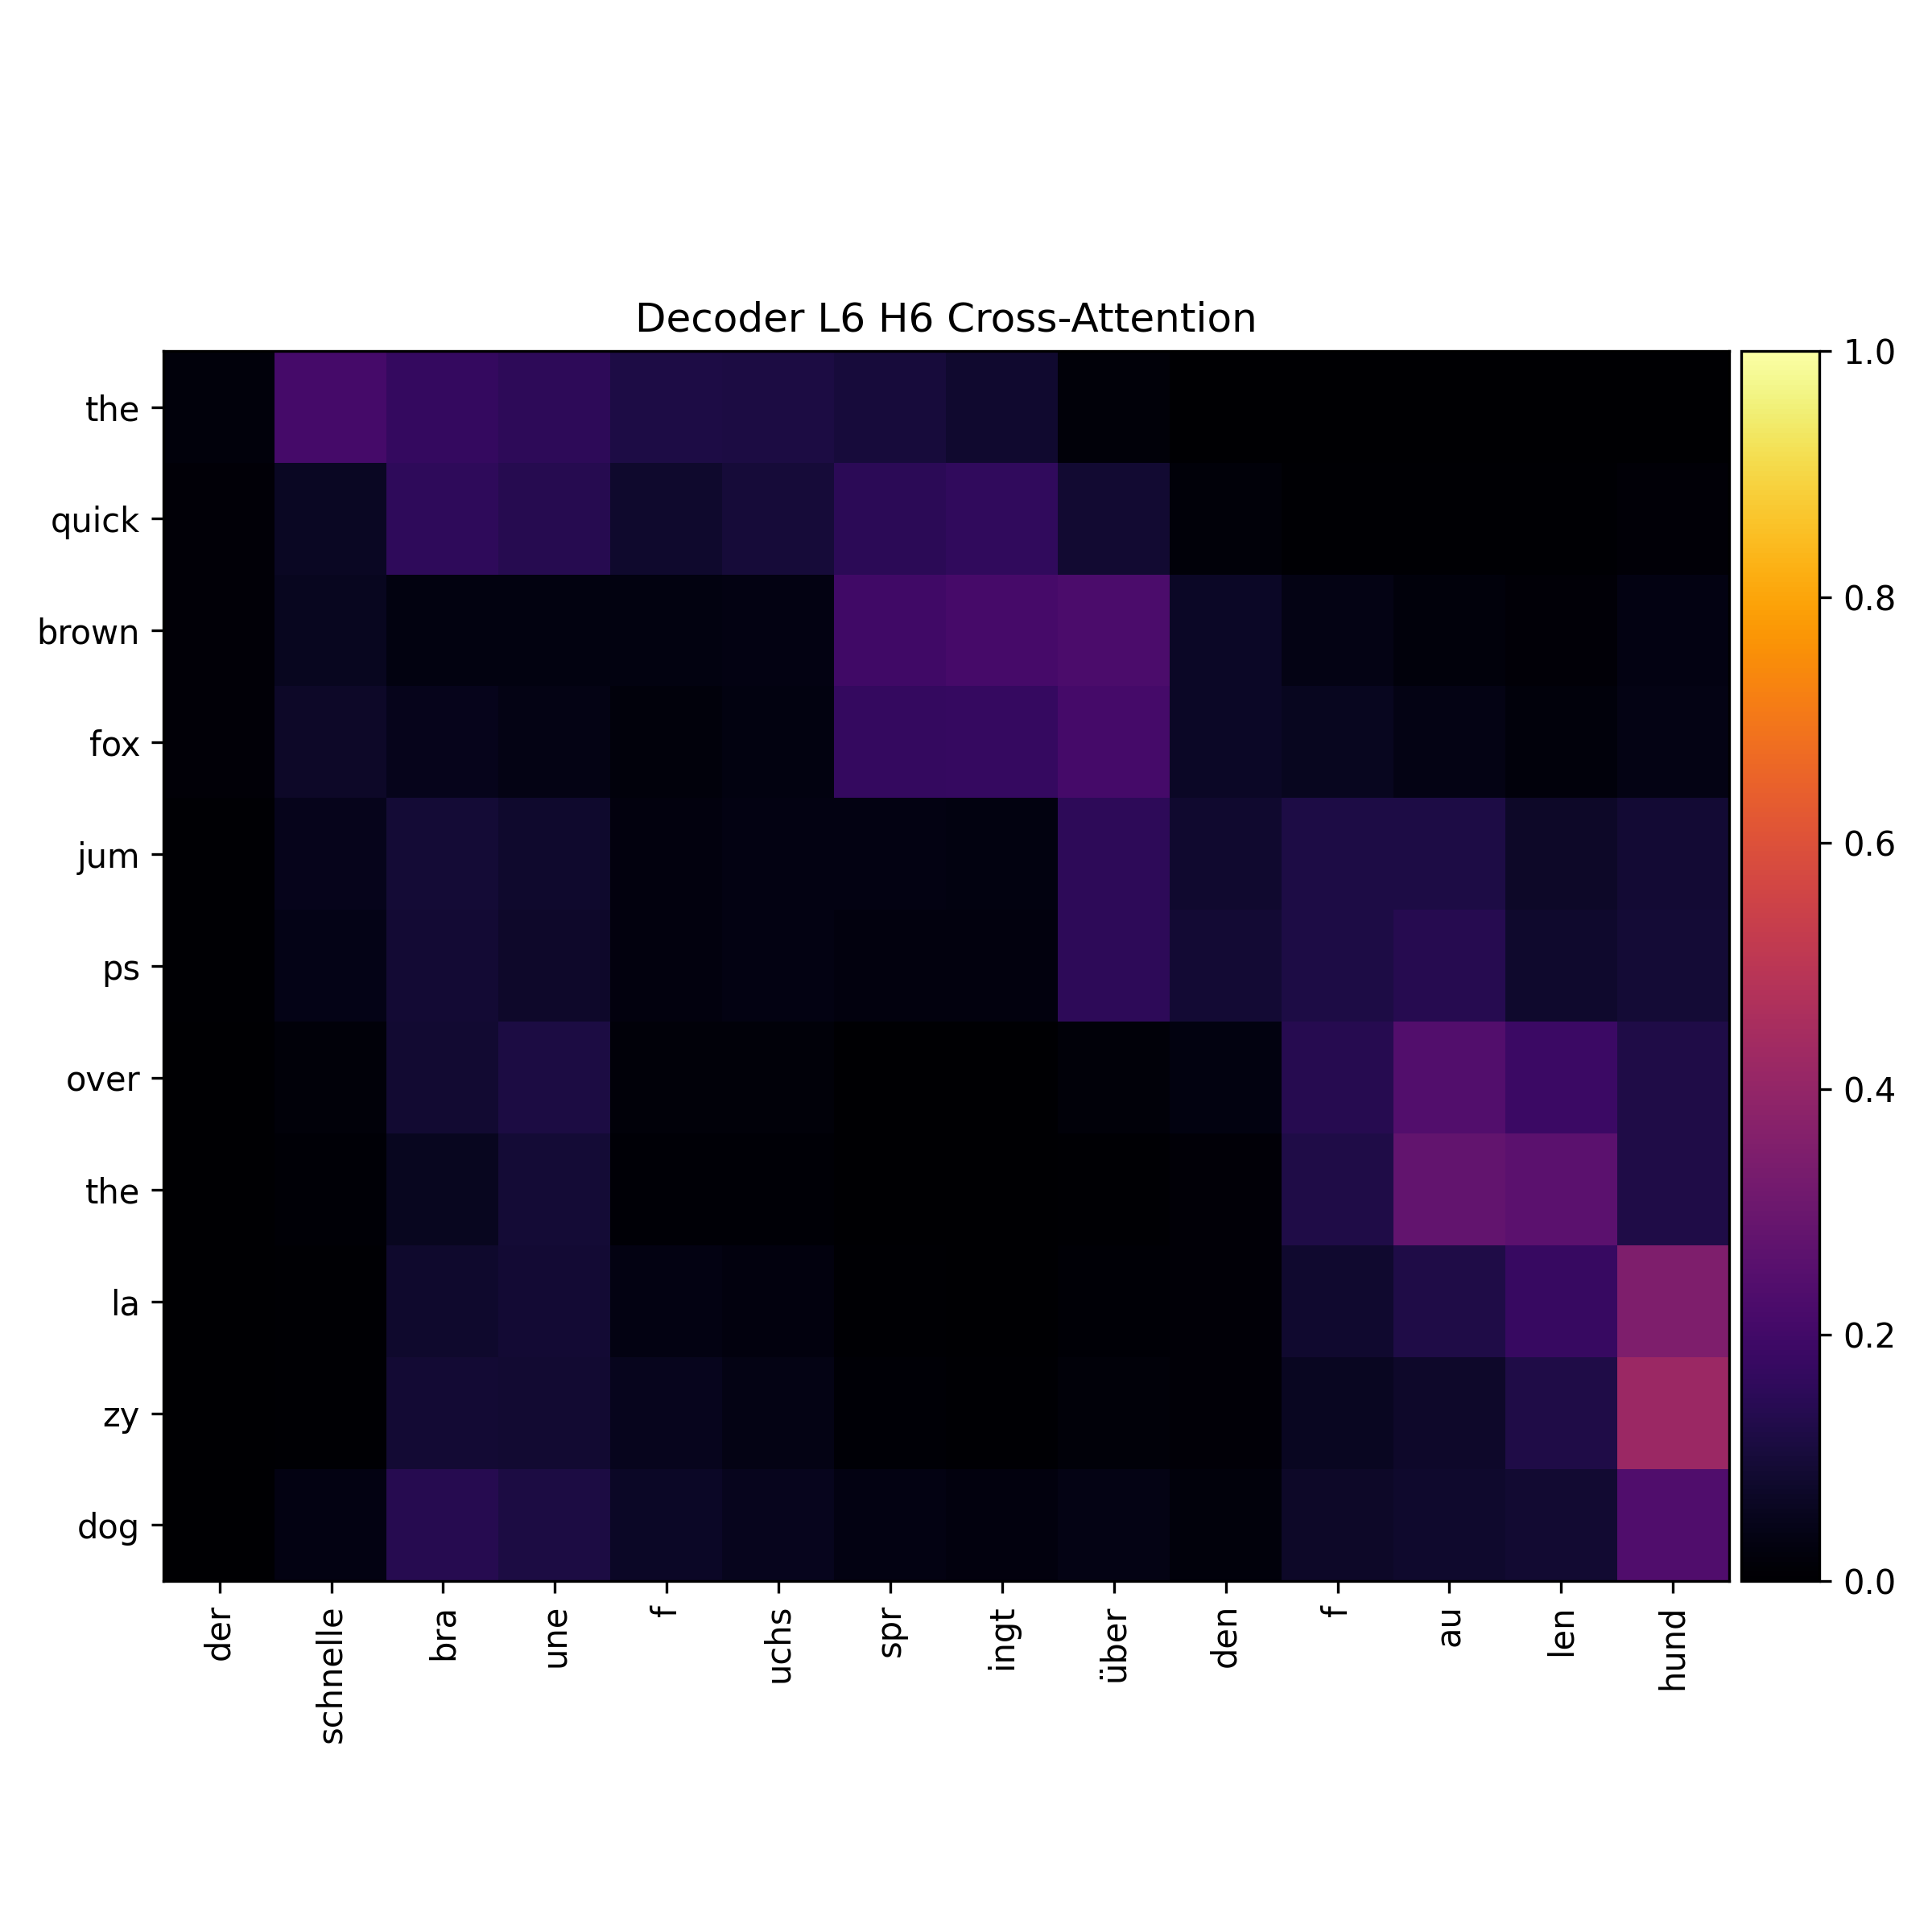 Decoder L6 H6 Cross-Attention
the
quick
brown
fox
jum
ps
over
the
la
zy
dog
der
schnelle
bra
une
f
uchs
spr
ingt
über
den
f
au
len
hund
1.0
0.8
0.6
0.4
0.2
0.0